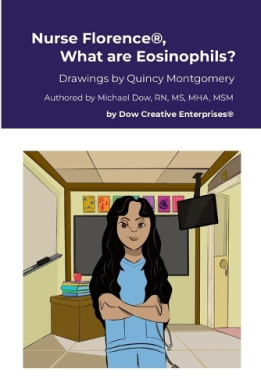 Nurse Florence®,
What are Eosinophils?
Drawings by Quincy Montgomery
Authored by Michael Dow, RN, MS, MHA, MSM
by Dow Creative Enterprises®